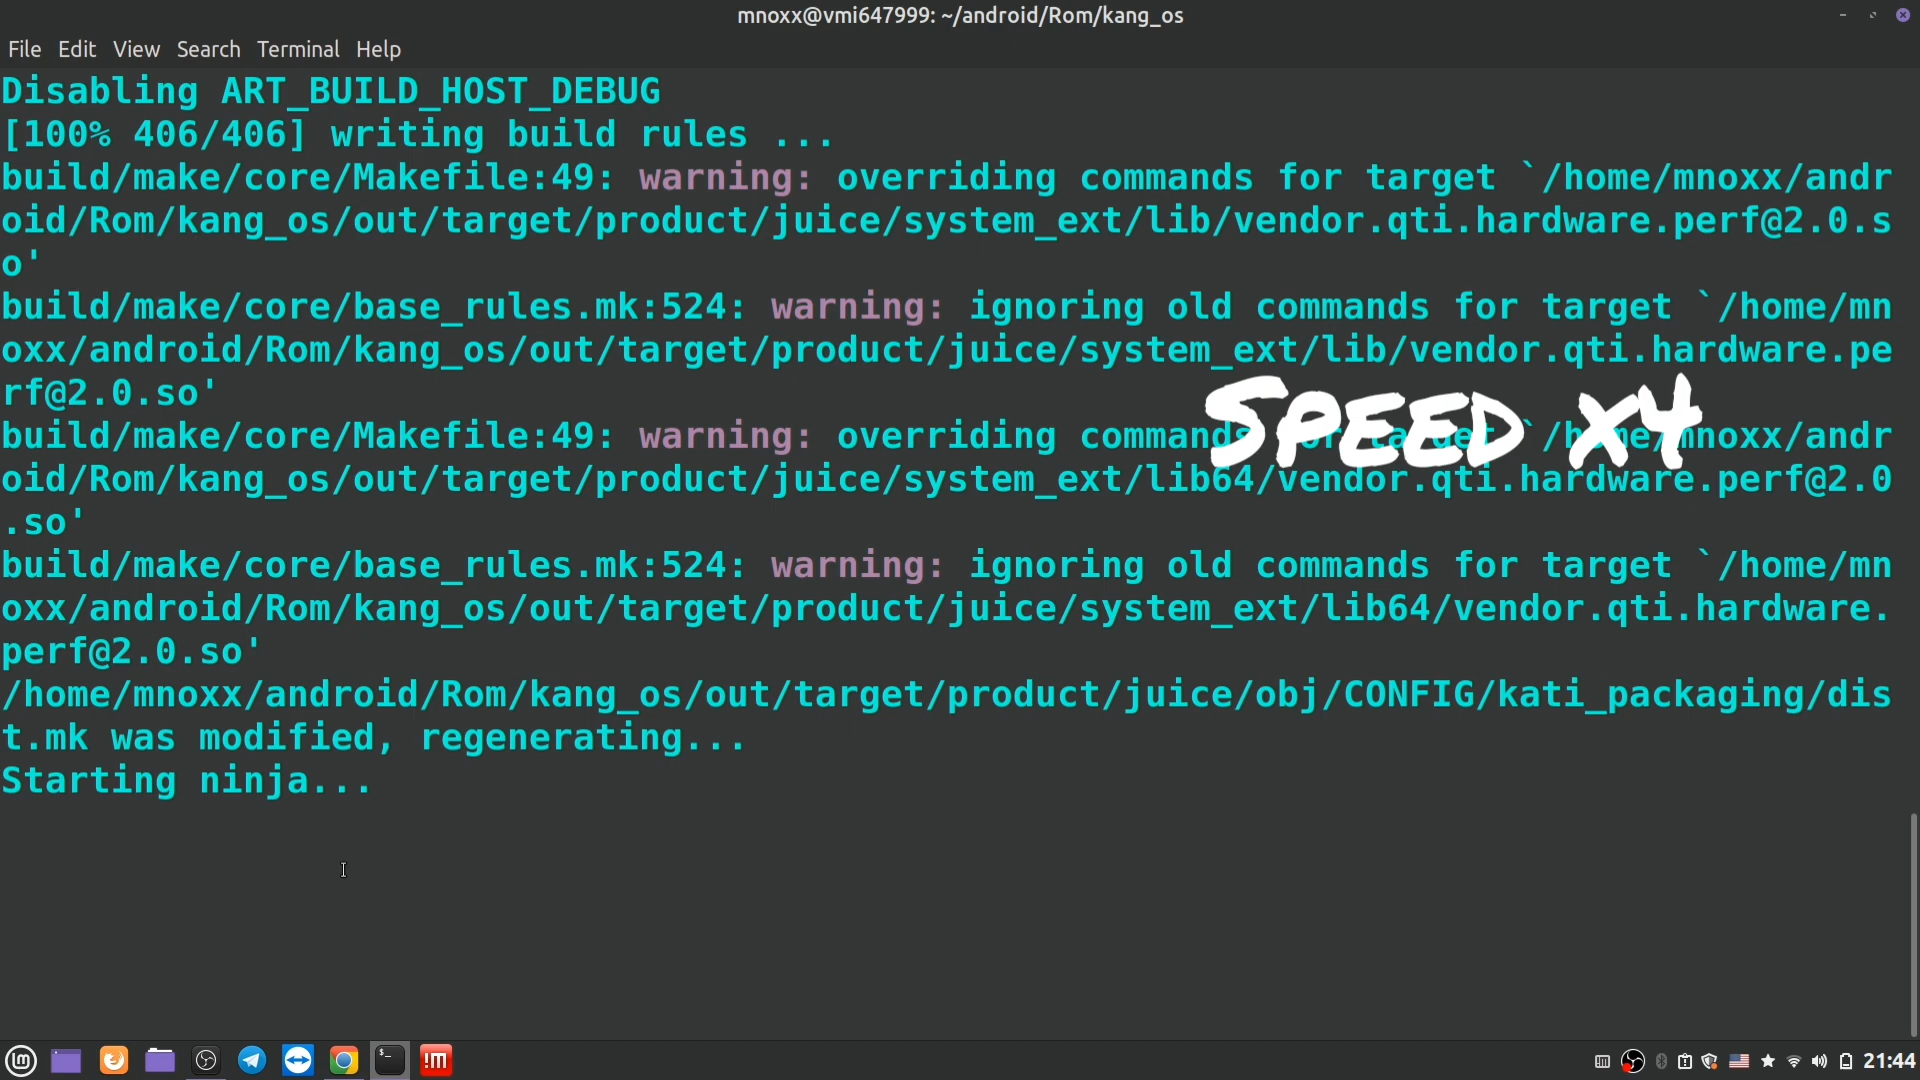 mnoxx@vmi647999: ~/android/Rom/kang_os
File Edit View Search Terminal Help
Disabling ART_BUILD_HOST_DEBUG
[100% 406/406] writing build rules ...
build/make/core/Makefile:49: warning: overriding commands for target `/home/mnoxx/andr
oid/Rom/kang_os/out/target/product/juice/system_ext/lib/vendor.qti.hardware.perf@2.0.s
o'
build/make/core/base_rules.mk:524: warning: ignoring old commands for target `/home/mn
oxx/android/Rom/kang_os/out/target/product/juice/system_ext/lib/vendor.qti.hardware.pe
rf@2.0.so'
Speed x4
build/make/core/Makefile:49: warning: overriding commands for target `/home/mnoxx/andr
oid/Rom/kang_os/out/target/product/juice/system_ext/lib64/vendor.qti.hardware.perf@2.0
.so'
build/make/core/base_rules.mk:524: warning: ignoring old commands for target `/home/mn
oxx/android/Rom/kang_os/out/target/product/juice/system_ext/lib64/vendor.qti.hardware.
perf@2.0.so'
/home/mnoxx/android/Rom/kang_os/out/target/product/juice/obj/CONFIG/kati_packaging/dis
t.mk was modified, regenerating...
Starting ninja...
21:44